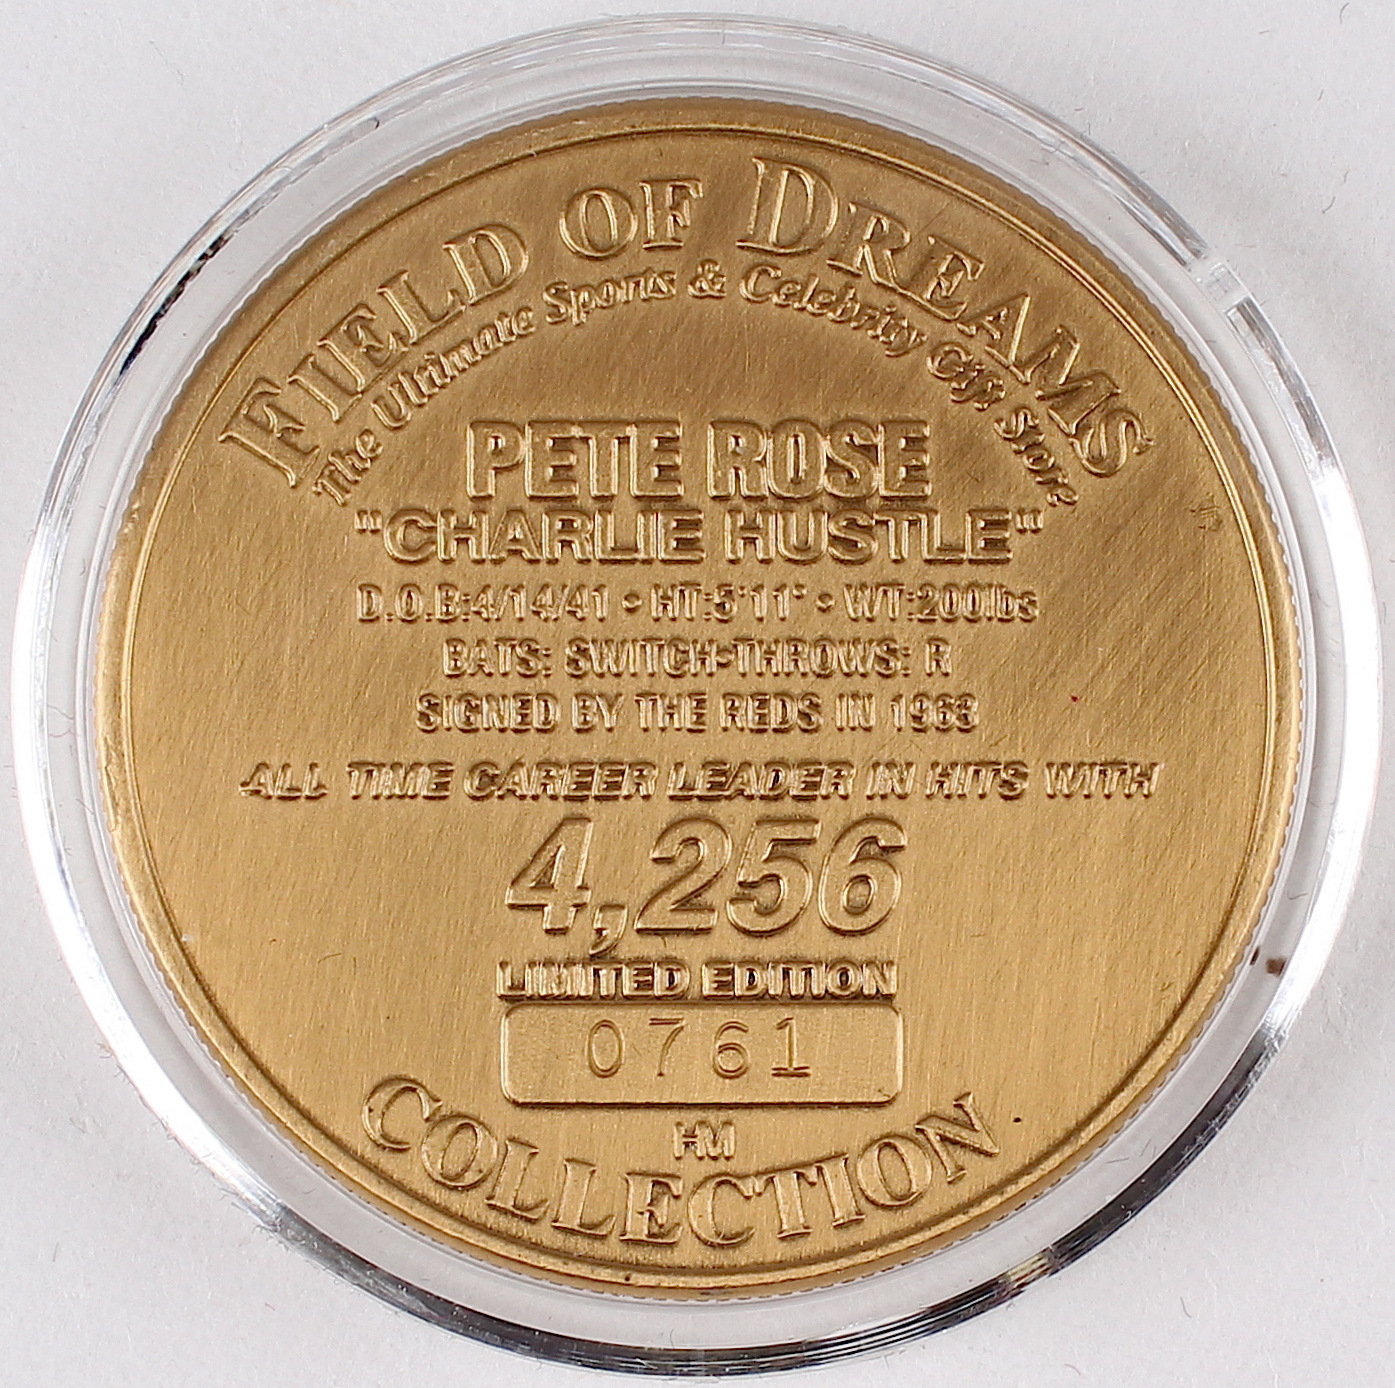 FIELD OF DREAMS
The Ultimate Sports & Celebrity Gift Store
PETE ROSE
"CHARLIE HUSTLE"
D.O.B:4/14/41 • HT:5'11" • WT:200lbs
BATS: SWITCH•THROWS: R
SIGNED BY THE REDS IN 1963
ALL TIME CAREER LEADER IN HITS WITH
4,256
LIMITED EDITION
0761
HM
COLLECTION